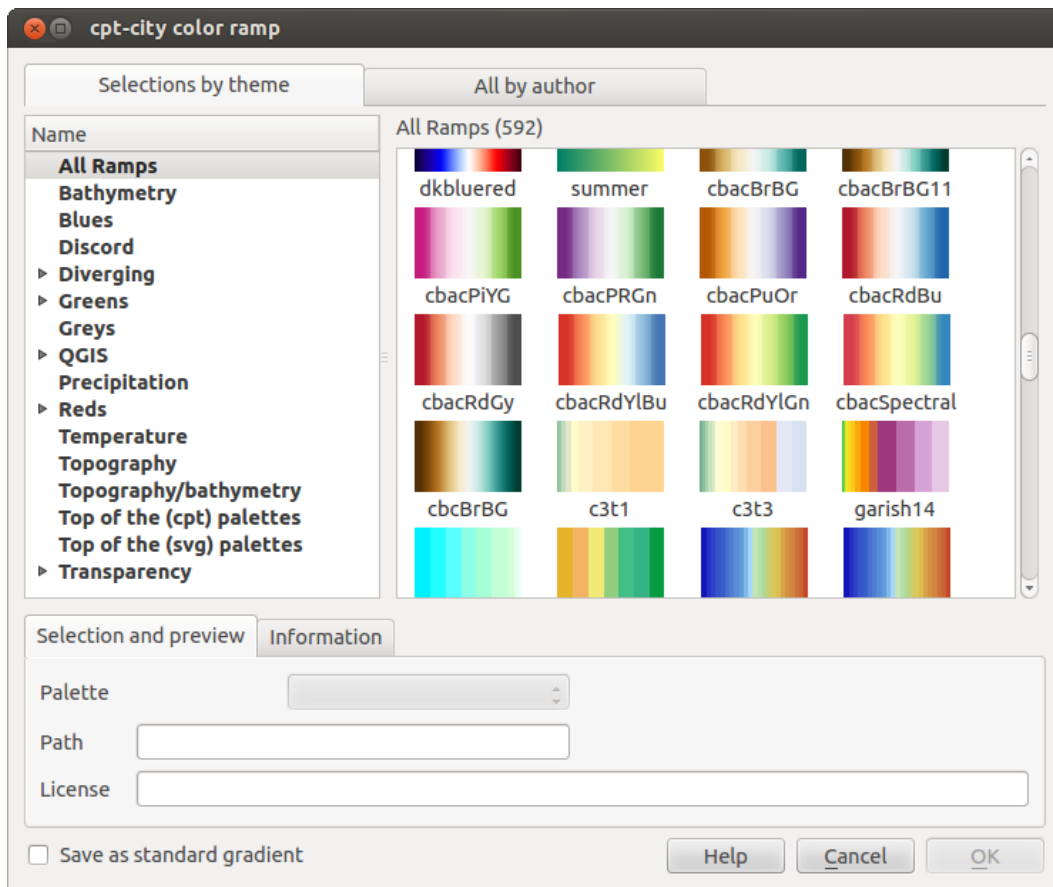 cpt-city color ramp
Selections by theme
All by author
Name
All Ramps
Bathymetry
Blues
Discord
Diverging
Greens
Greys
QGIS
Precipitation
Reds
Temperature
Topography
Topography/bathymetry
Top of the (cpt) palettes
Top of the (svg) palettes
Transparency
All Ramps (592)
dkbluered summer cbacBrBG cbacBrBG11
cbacPiYG cbacPRGn cbacPuOr cbacRdBu
cbacRdGy cbacRdYlBu cbacRdYlGn cbacSpectral
cbcBrBG c3t1 c3t3 garish14
Selection and preview
Information
Palette
Path
License
Save as standard gradient
Help
Cancel
OK